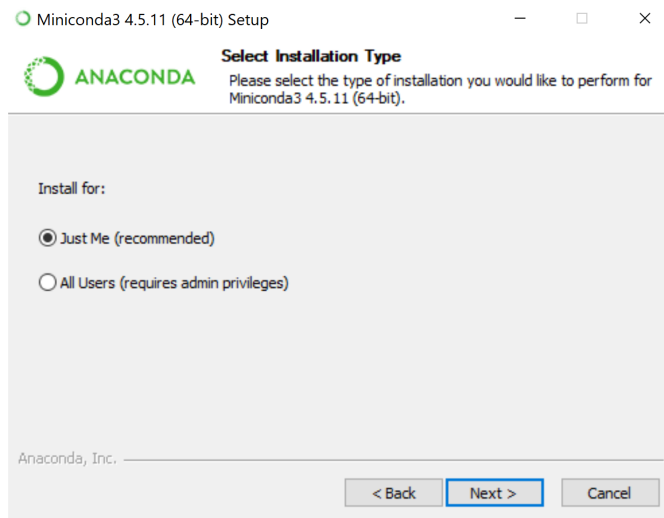 Miniconda3 4.5.11 (64-bit) Setup
ANACONDA
Select Installation Type
Please select the type of installation you would like to perform for
Miniconda3 4.5.11 (64-bit).
Install for:
Just Me (recommended)
All Users (requires admin privileges)
Anaconda, Inc.
< Back
Next >
Cancel